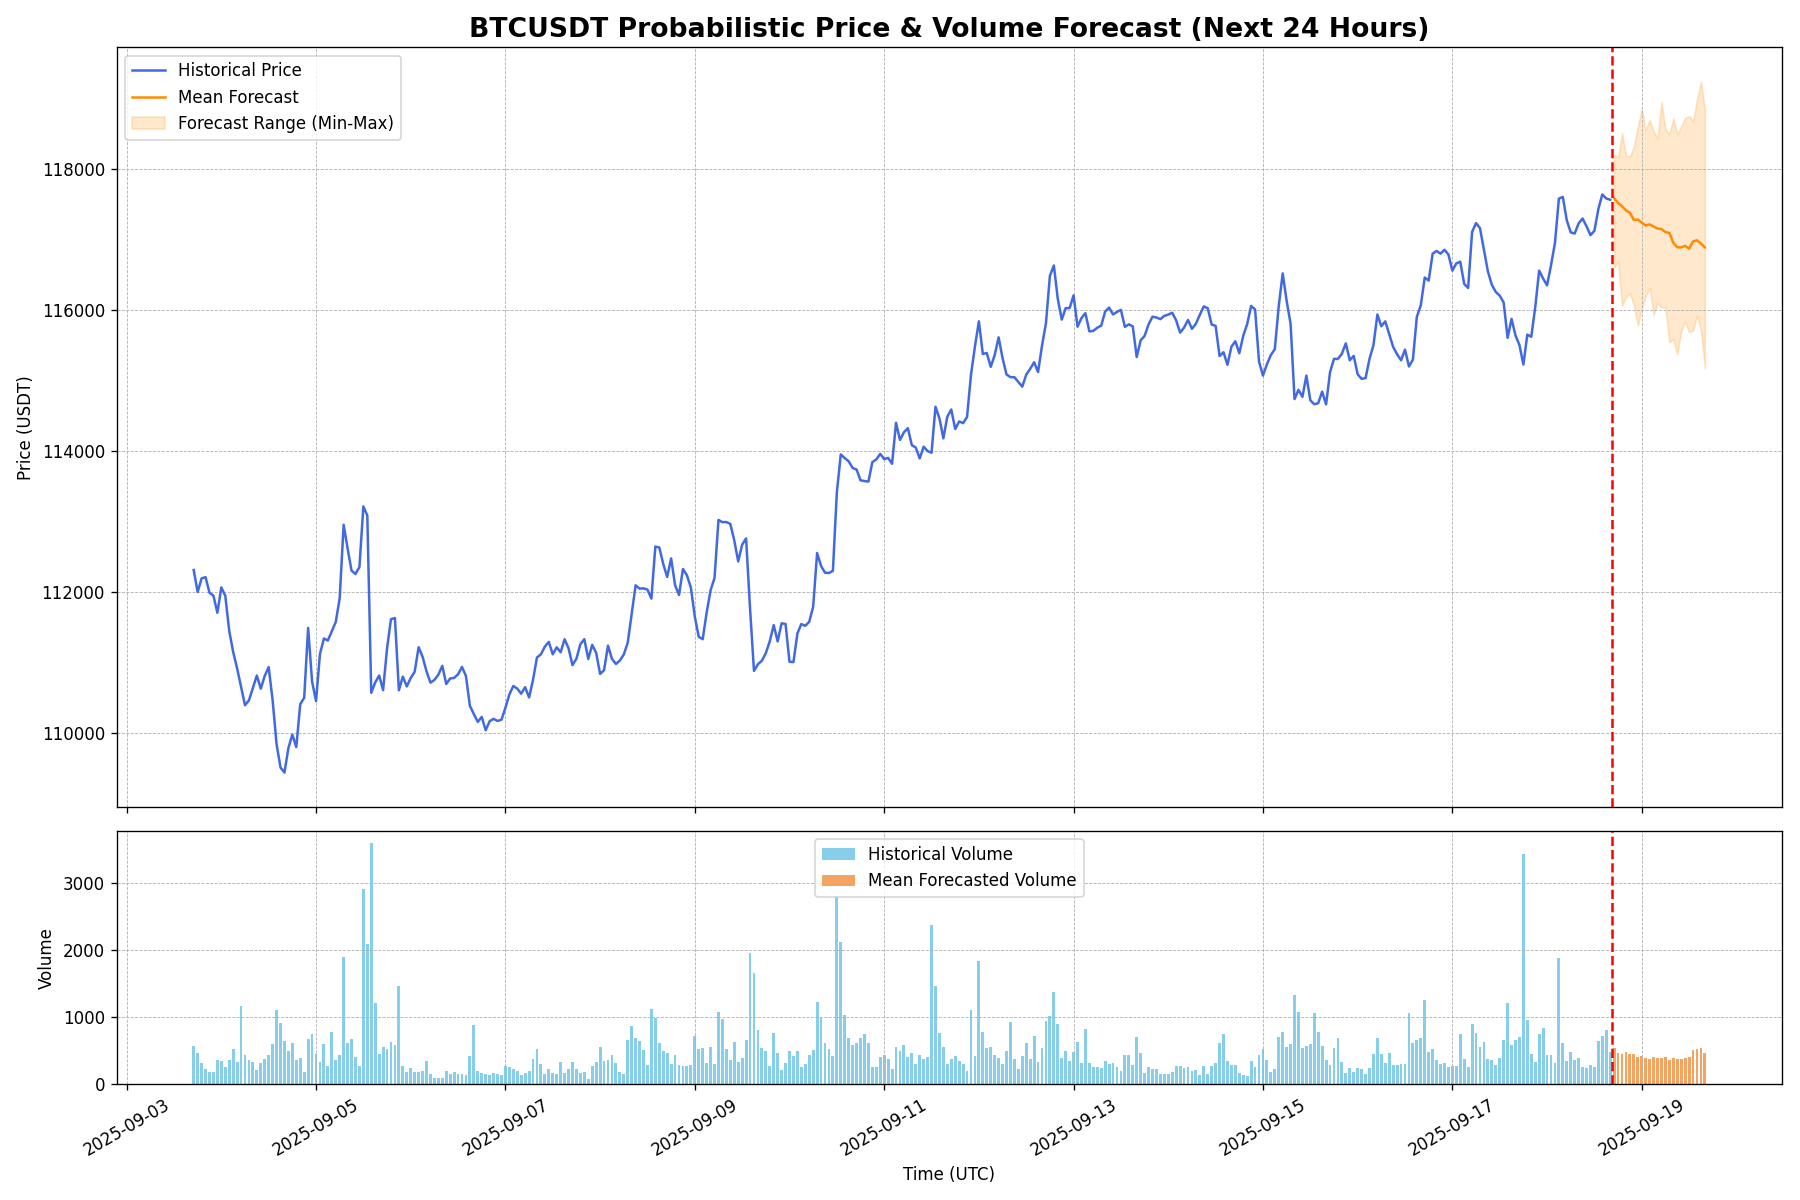 BTCUSDT Probabilistic Price & Volume Forecast (Next 24 Hours)
Historical Price
Mean Forecast
Forecast Range (Min-Max)
118000
116000
114000
112000
110000
Price (USDT)
Historical Volume
Mean Forecasted Volume
3000
2000
1000
0
Volume
2025-09-03
2025-09-05
2025-09-07
2025-09-09
2025-09-11
2025-09-13
2025-09-15
2025-09-17
2025-09-19
Time (UTC)